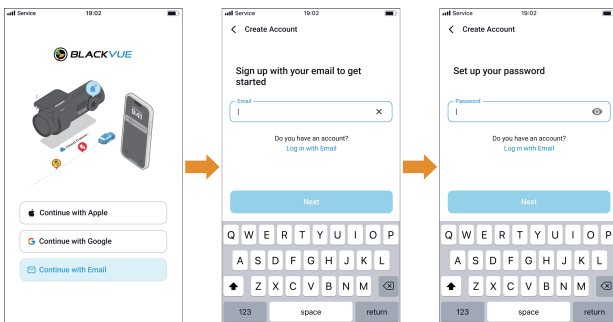 Service 19:02
BLACKVUE
9:41
Continue with Apple
Continue with Google
Continue with Email
Service 19:02
Create Account
Sign up with your email to get
started
Email
Do you have an account?
Log in with Email
Next
Q W E R T Y U I O P
A S D F G H J K L
Z X C V B N M
123 space return
Service 19:02
Create Account
Set up your password
Password
Do you have an account?
Log in with Email
Next
Q W E R T Y U I O P
A S D F G H J K L
Z X C V B N M
123 space return